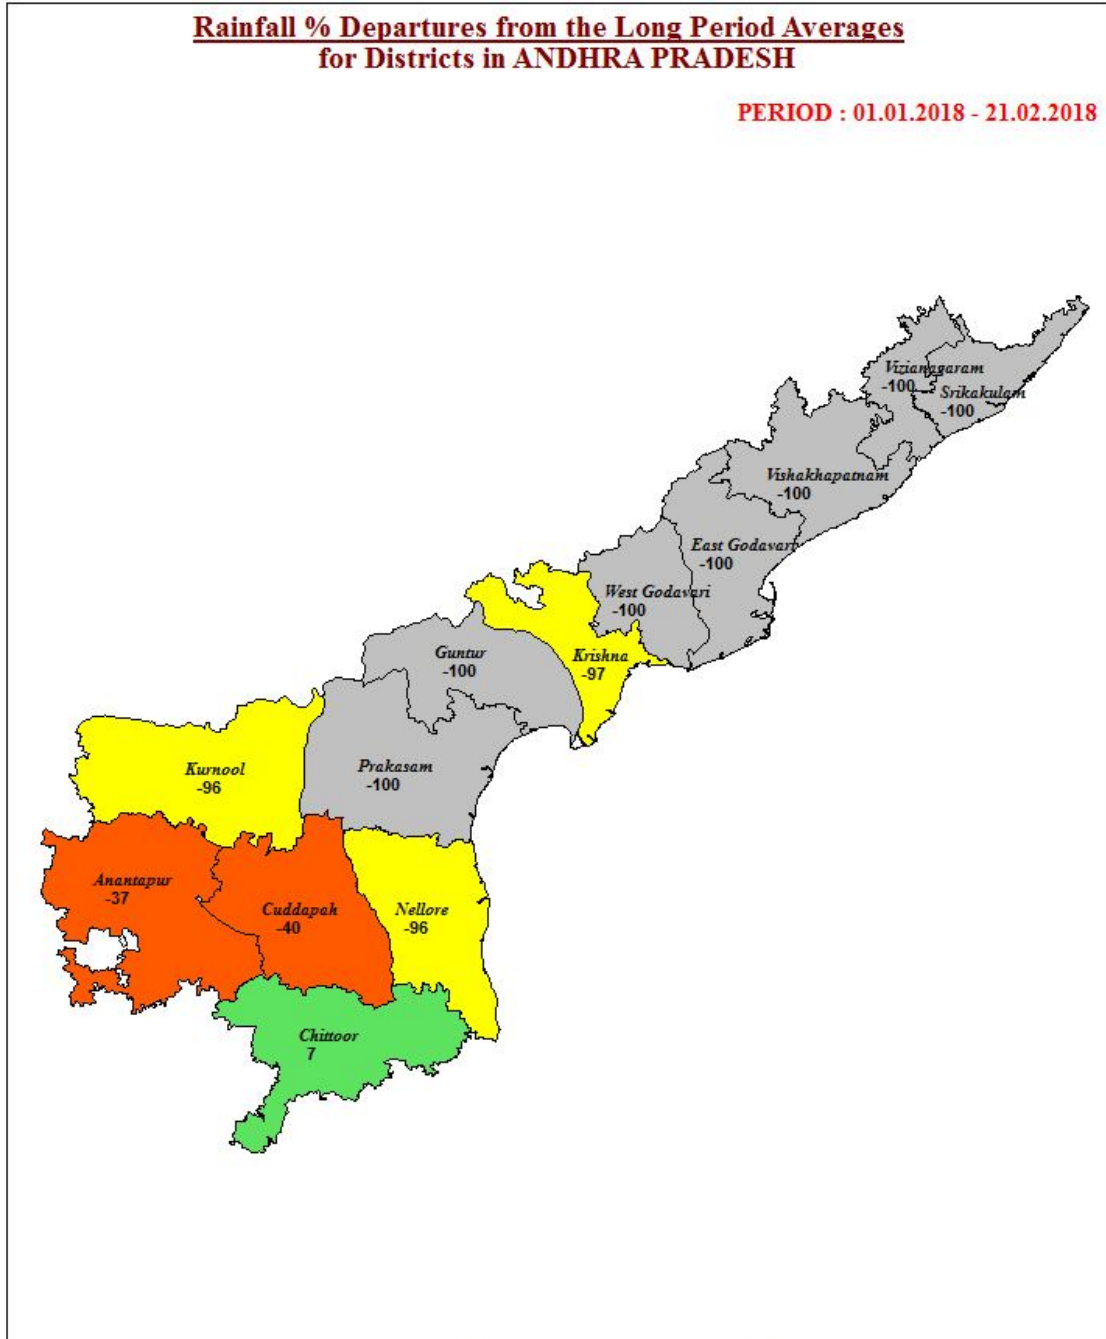 Rainfall % Departures from the Long Period Averages
for Districts in ANDHRA PRADESH
PERIOD : 01.01.2018 - 21.02.2018
Vizianagaram
-100
Srikakulam
-100
Vishakhapatnam
-100
East Godavari
-100
West Godavari
-100
Krishna
-97
Guntur
-100
Prakasam
-100
Kurnool
-96
Anantapur
-37
Cuddapah
-40
Nellore
-96
Chittoor
7